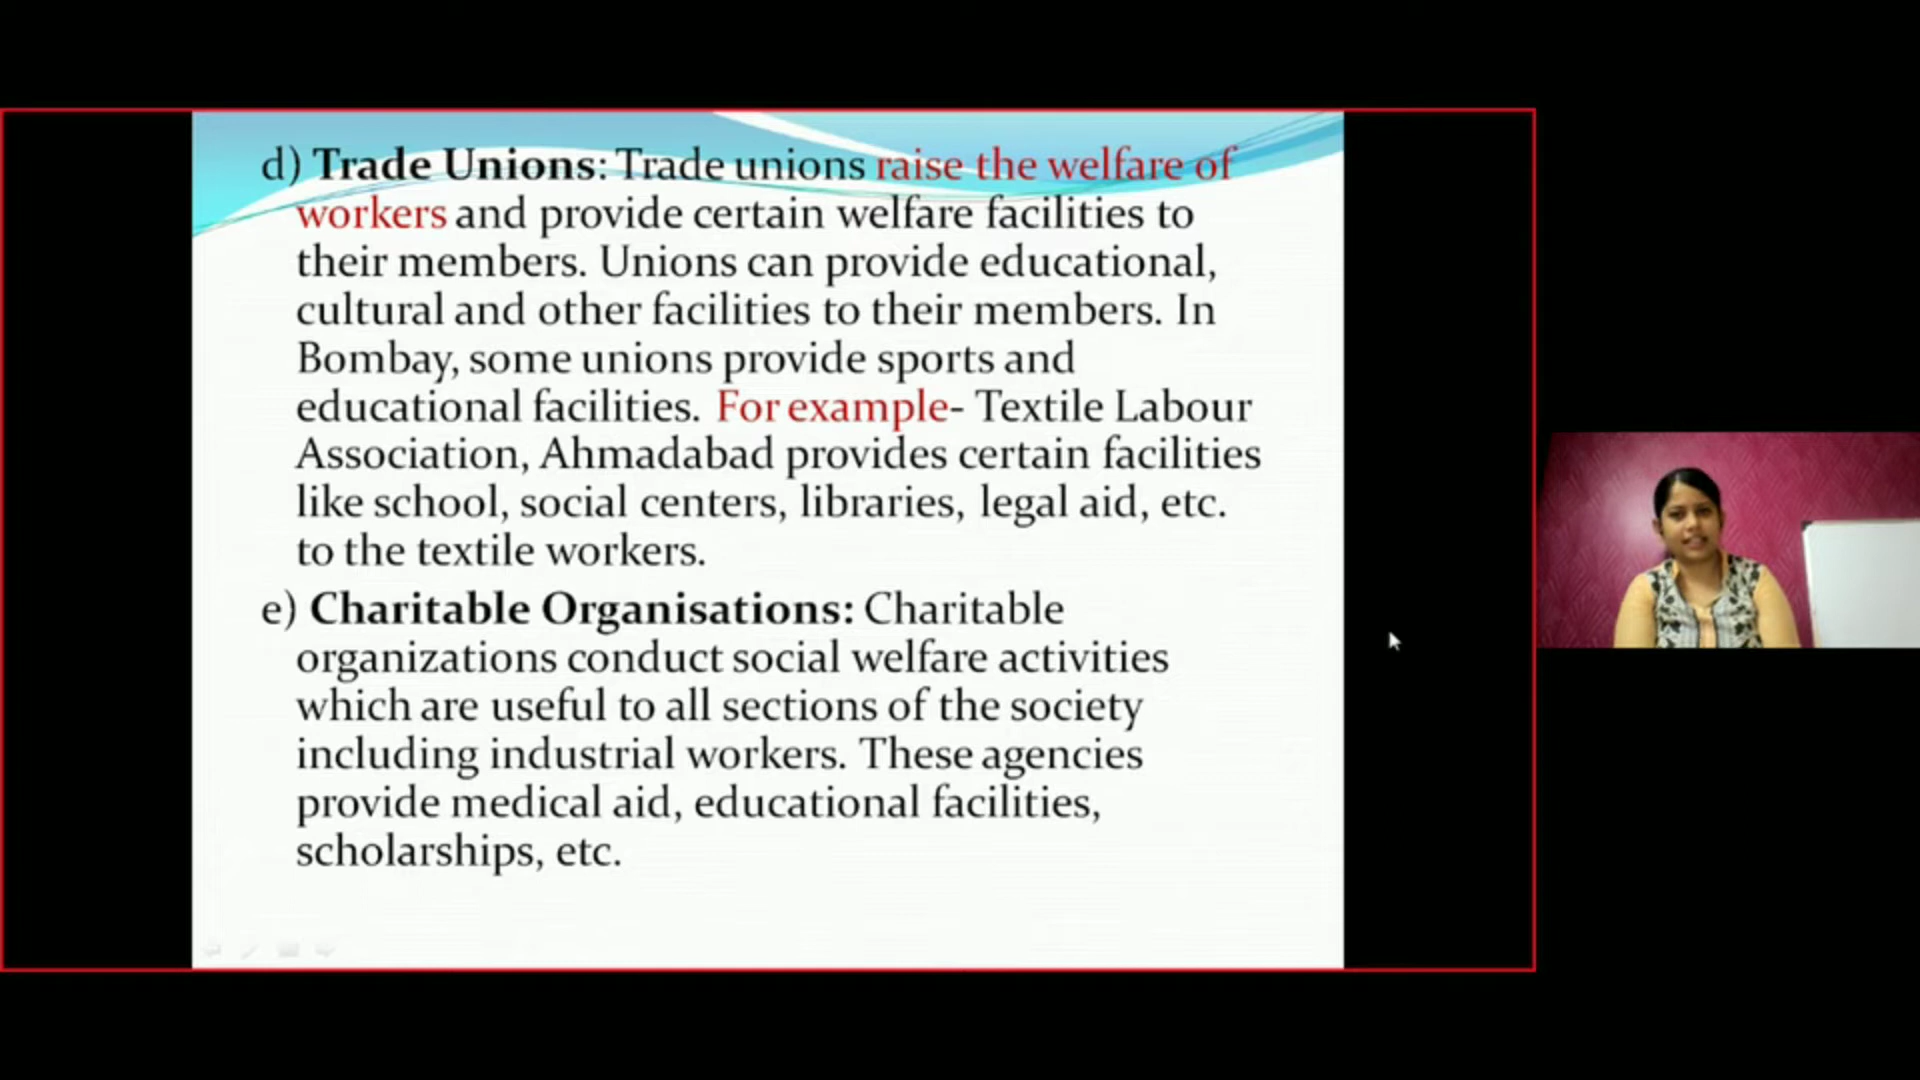 d) Trade Unions: Trade unions raise the welfare of
workers and provide certain welfare facilities to
their members. Unions can provide educational,
cultural and other facilities to their members. In
Bombay, some unions provide sports and
educational facilities. For example- Textile Labour
Association, Ahmadabad provides certain facilities
like school, social centers, libraries, legal aid, etc.
to the textile workers.
e) Charitable Organisations: Charitable
organizations conduct social welfare activities
which are useful to all sections of the society
including industrial workers. These agencies
provide medical aid, educational facilities,
scholarships, etc.